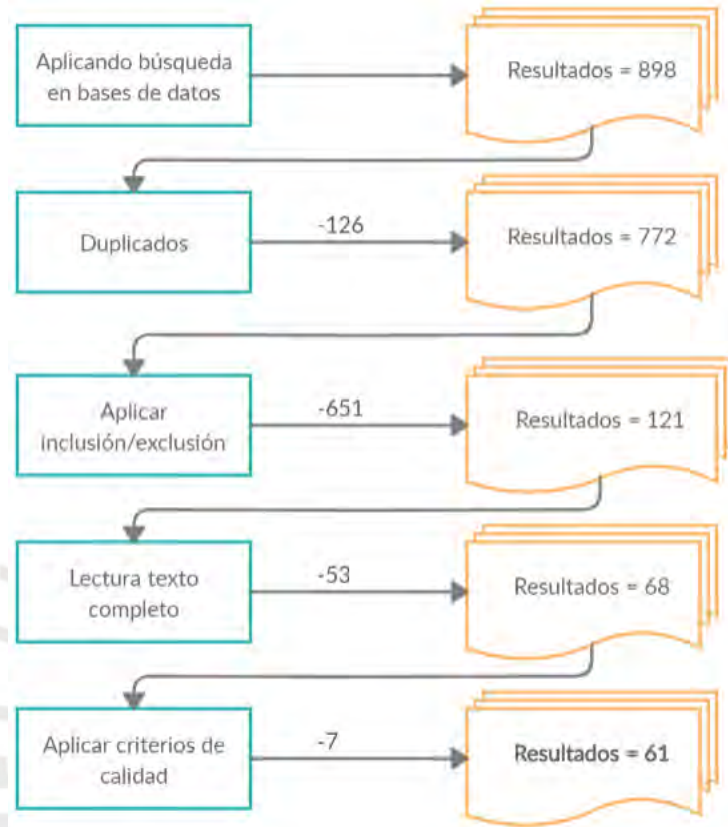 Aplicando búsqueda
en bases de datos
Resultados = 898
Duplicados
-126
Resultados = 772
Aplicar
inclusión/exclusión
-651
Resultados = 121
Lectura texto
completo
-53
Resultados = 68
Aplicar criterios de
calidad
-7
Resultados = 61